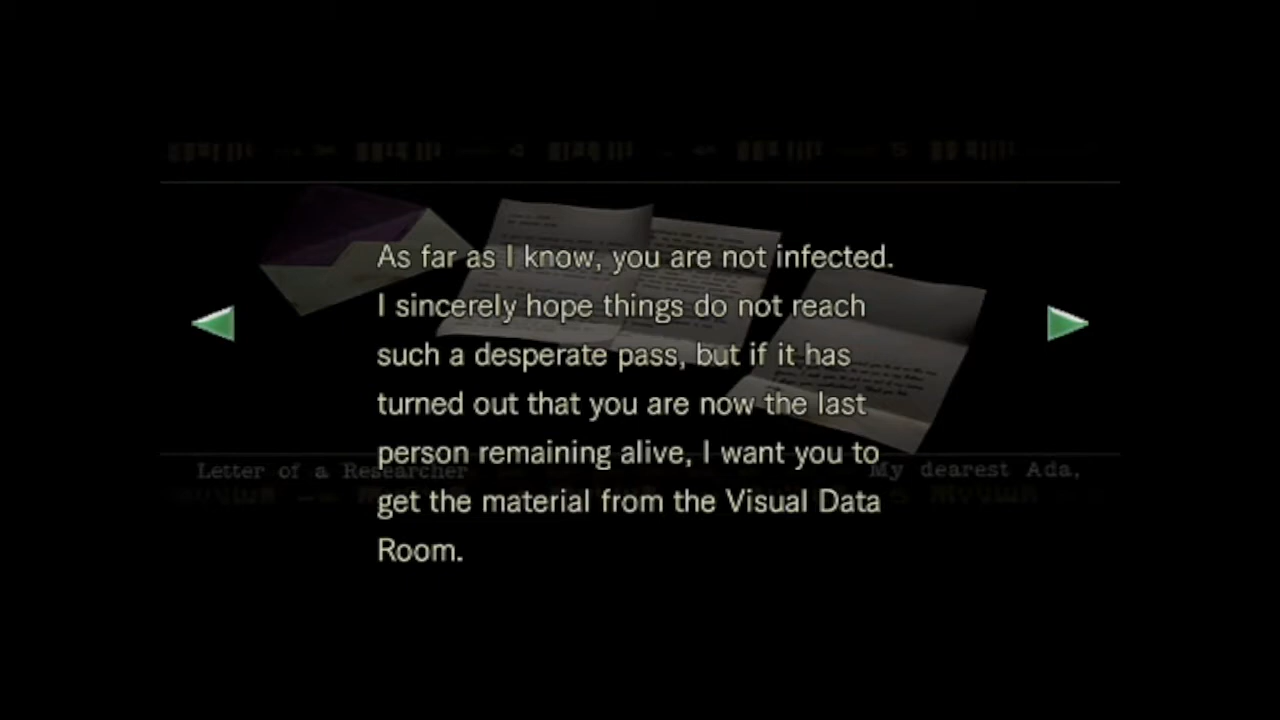 As far as I know, you are not infected.
I sincerely hope things do not reach
such a desperate pass, but if it has
turned out that you are now the last
person remaining alive, I want you to
get the material from the Visual Data
Room.
Letter of a Researcher
My dearest Ada,